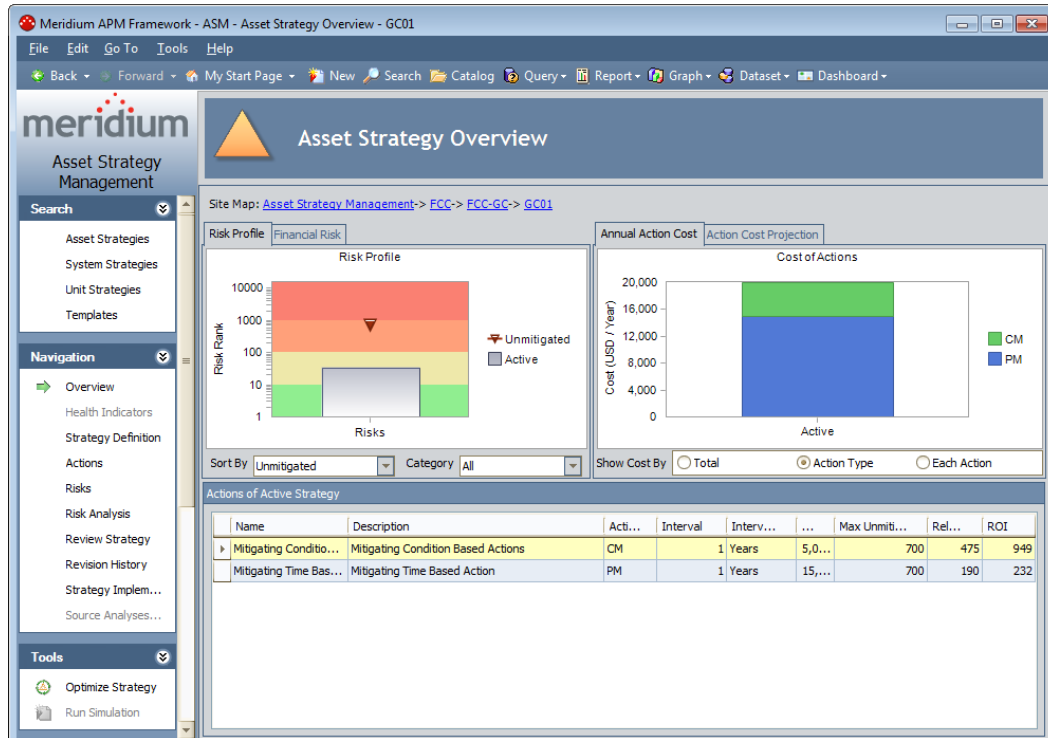 Meridium APM Framework - ASM - Asset Strategy Overview - GC01
File Edit Go To Tools Help
Back Forward My Start Page New Search Catalog Query Report Graph Dataset Dashboard
meridium
Asset Strategy
Management
Search
Asset Strategies
System Strategies
Unit Strategies
Templates
Navigation
Overview
Health Indicators
Strategy Definition
Actions
Risks
Risk Analysis
Review Strategy
Revision History
Strategy Implem...
Source Analyses...
Tools
Optimize Strategy
Run Simulation
Asset Strategy Overview
Site Map: Asset Strategy Management-> FCC-> FCC-GC-> GC01
Risk Profile Financial Risk
Risk Profile
Risk Rank
10000
1000
100
10
1
Risks
Unmitigated
Active
Sort By Unmitigated Category All
Annual Action Cost Action Cost Projection
Cost of Actions
Cost (USD / Year)
20,000
16,000
12,000
8,000
4,000
0
Active
CM
PM
Show Cost By Total Action Type Each Action
Actions of Active Strategy
Name Description Acti... Interval Interv... ... Max Unmiti... Rel... ROI
Mitigating Conditio... Mitigating Condition Based Actions CM 1 Years 5,0... 700 475 949
Mitigating Time Bas... Mitigating Time Based Action PM 1 Years 15,... 700 190 232